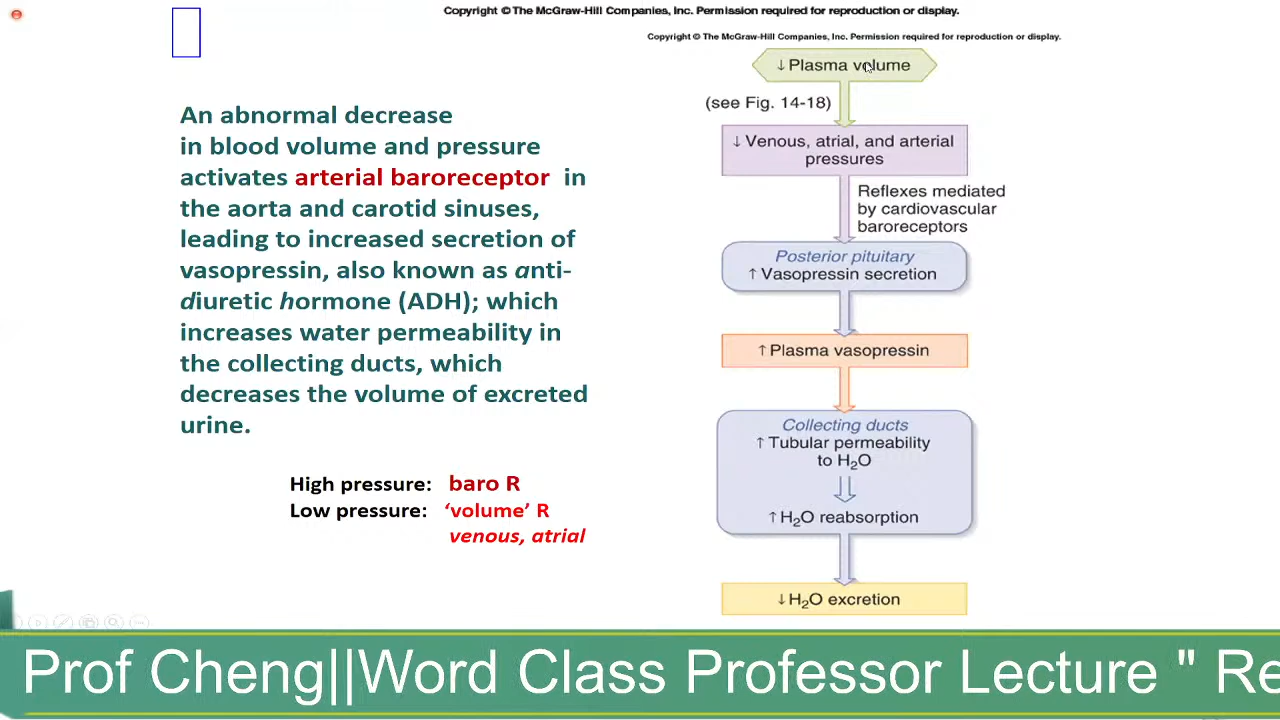 Copyright © The McGraw-Hill Companies, Inc. Permission required for reproduction or display.
Copyright © The McGraw-Hill Companies, Inc. Permission required for reproduction or display.
An abnormal decrease
in blood volume and pressure
activates arterial baroreceptor in
the aorta and carotid sinuses,
leading to increased secretion of
vasopressin, also known as anti-
diuretic hormone (ADH); which
increases water permeability in
the collecting ducts, which
decreases the volume of excreted
urine.
High pressure: baro R
Low pressure: ‘volume’ R
venous, atrial
↓ Plasma volume
(see Fig. 14-18)
↓ Venous, atrial, and arterial
pressures
Reflexes mediated
by cardiovascular
baroreceptors
Posterior pituitary
↑ Vasopressin secretion
↑ Plasma vasopressin
Collecting ducts
↑ Tubular permeability
to H₂O
↑ H₂O reabsorption
↓ H₂O excretion
Prof Cheng||Word Class Professor Lecture " Re